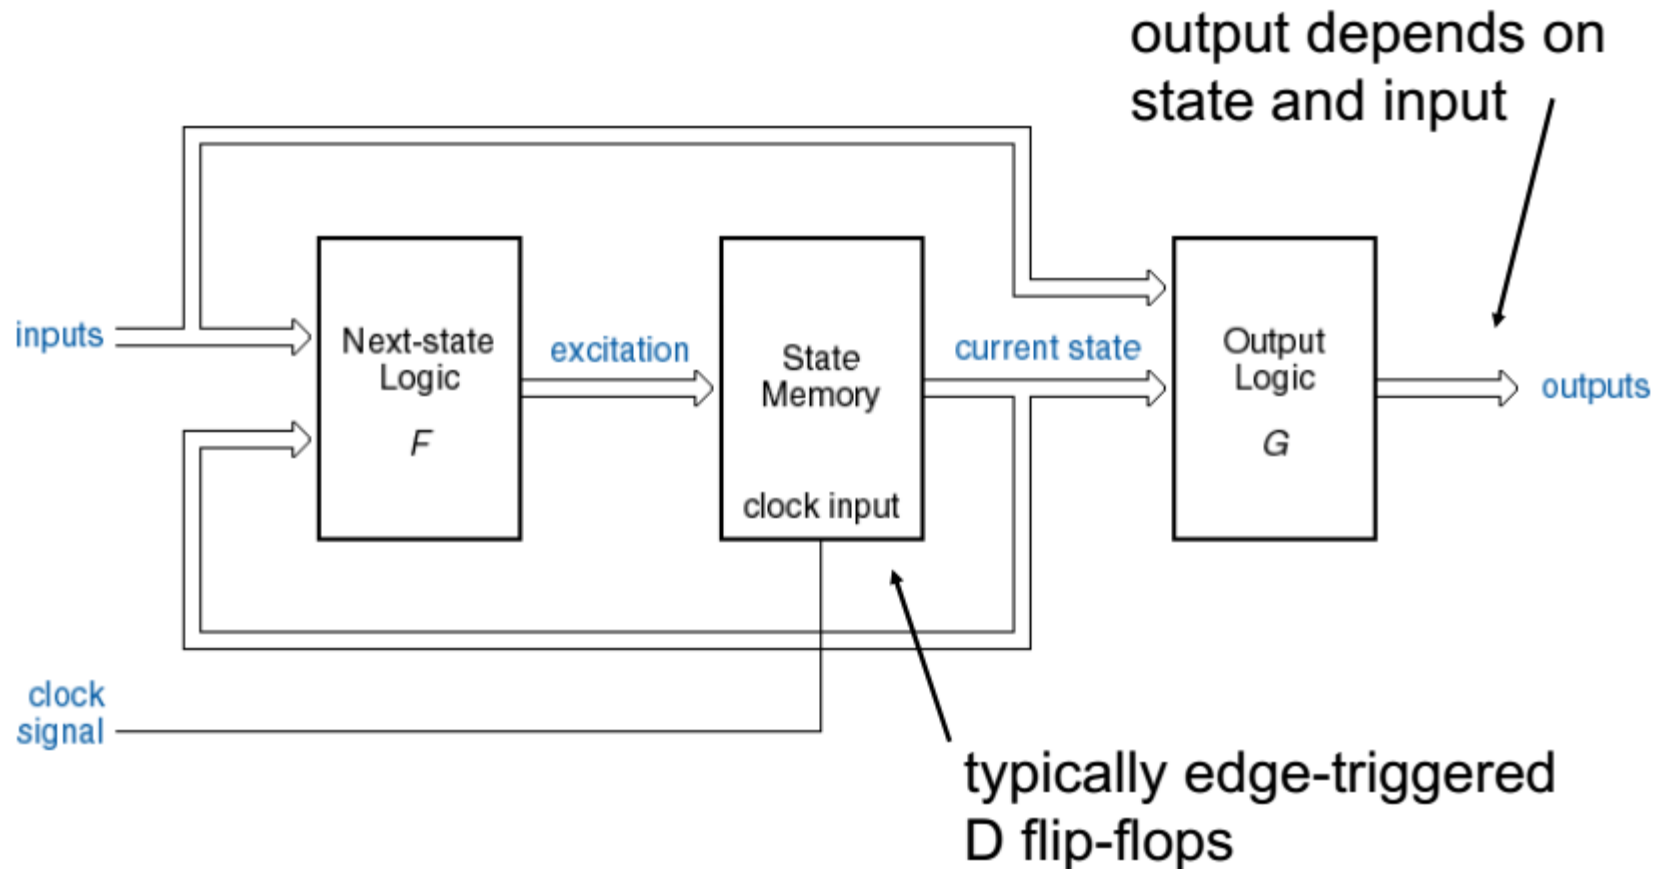 output depends on
state and input
inputs
Next-state
Logic
F
excitation
State
Memory
clock input
current state
Output
Logic
G
outputs
clock
signal
typically edge-triggered
D flip-flops